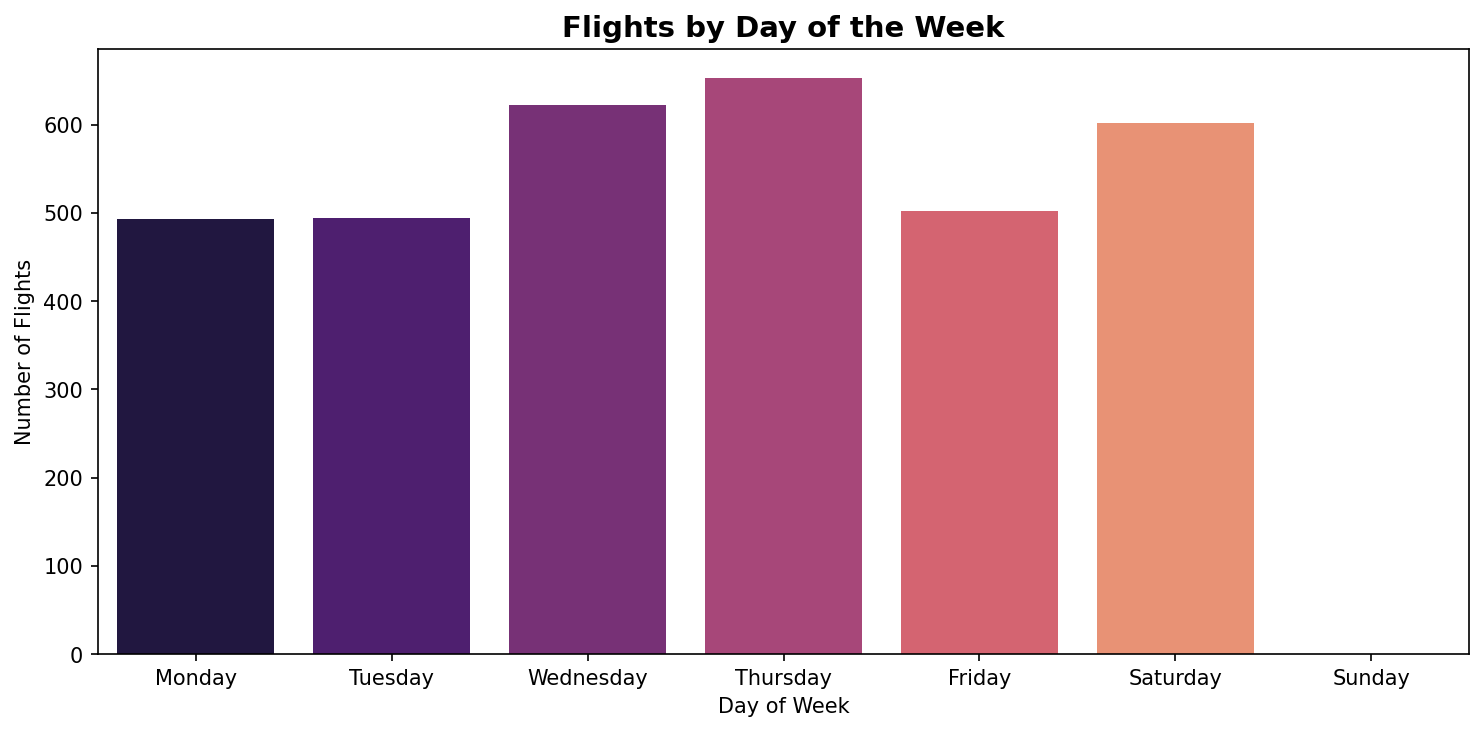 Flights by Day of the Week
Number of Flights
600
500
400
300
200
100
0
Monday Tuesday Wednesday Thursday Friday Saturday Sunday
Day of Week